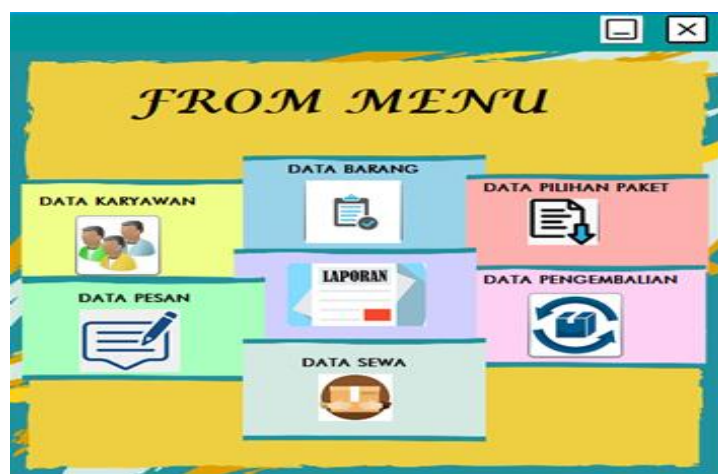 FROM MENU
DATA BARANG
DATA KARYAWAN
DATA PILIHAN PAKET
LAPORAN
DATA PESAN
DATA PENGEMBALIAN
DATA SEWA